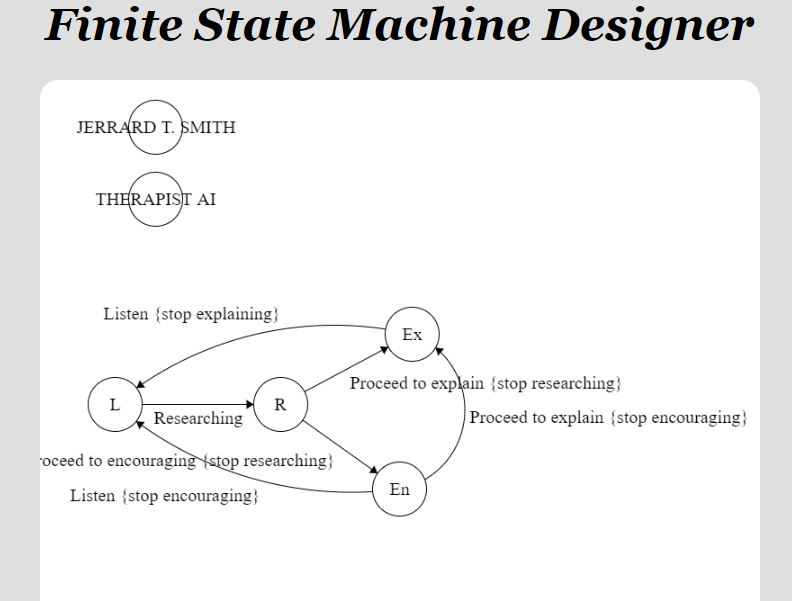 Finite State Machine Designer
JERRARD T. SMITH
THERAPIST AI
Listen {stop explaining}
Ex
Proceed to explain {stop researching}
L
R
Researching
Proceed to explain {stop encouraging}
roceed to encouraging {stop researching}
En
Listen {stop encouraging}